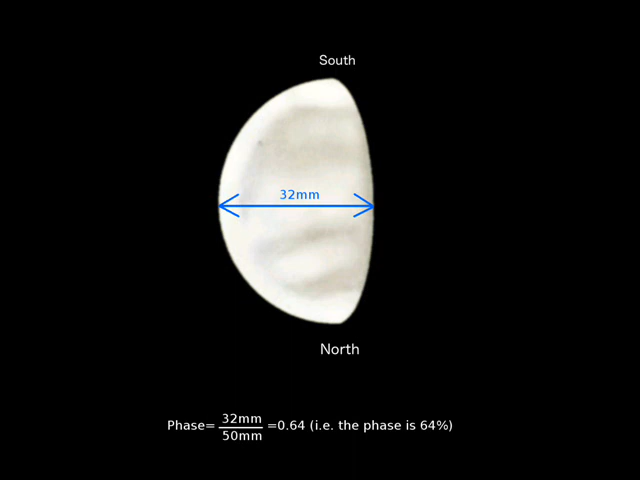 South
32mm
North
Phase= 32mm/50mm =0.64 (i.e. the phase is 64%)